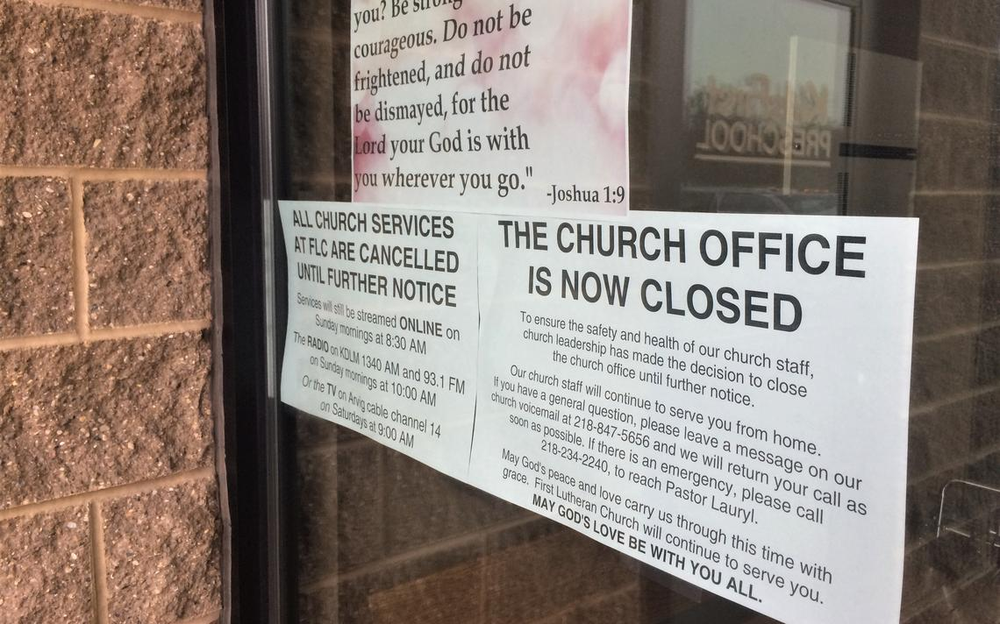 you? Be strong
courageous. Do not be
frightened, and do not
be dismayed, for the
Lord your God is with
you wherever you go."
-Joshua 1:9
ALL CHURCH SERVICES
AT FLC ARE CANCELLED
UNTIL FURTHER NOTICE
Services will still be streamed ONLINE on
Sunday mornings at 8:30 AM
The RADIO on KDLM 1340 AM and 93.1 FM
on Sunday mornings at 10:00 AM
Or the TV on Arvig cable channel 14
on Saturdays at 9:00 AM
THE CHURCH OFFICE
IS NOW CLOSED
To ensure the safety and health of our church staff,
church leadership has made the decision to close
the church office until further notice.
Our church staff will continue to serve you from home.
If you have a general question, please leave a message on our
church voicemail at 218-847-5656 and we will return your call as
soon as possible. If there is an emergency, please call
218-234-2240, to reach Pastor Lauryl.
May God's peace and love carry us through this time with
grace. First Lutheran Church will continue to serve you.
MAY GOD'S LOVE BE WITH YOU ALL.
PRESCHOOL